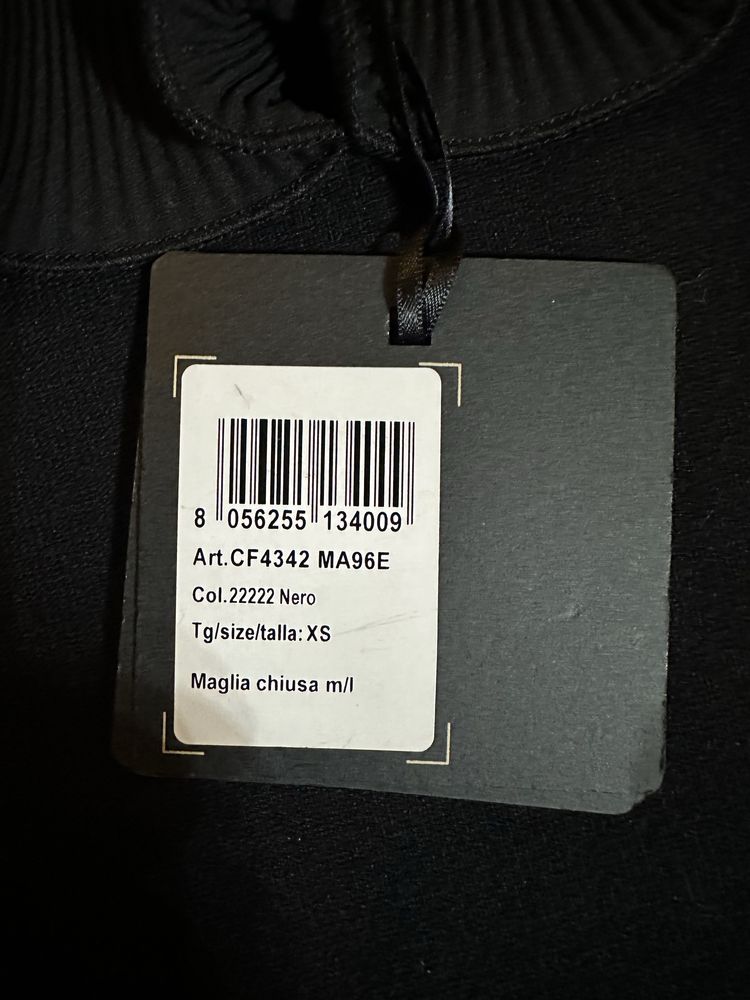 8 056255 134009
Art.CF4342 MA96E
Col.22222 Nero
Tg/size/talla: XS
Maglia chiusa m/l